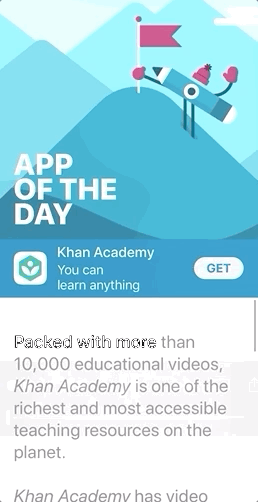 APP
OF THE
DAY
Khan Academy
You can
learn anything
GET
Packed with more than
10,000 educational videos,
Khan Academy is one of the
richest and most accessible
teaching resources on the
planet.
Khan Academy has video